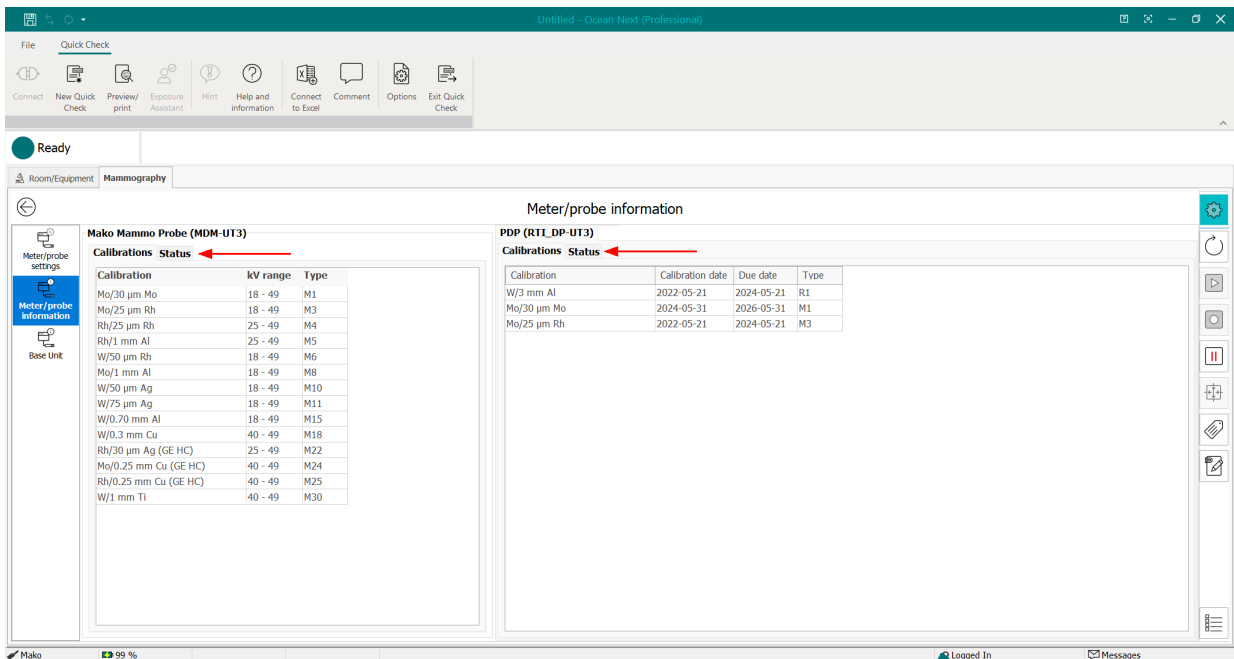 Untitled - Ocean Next (Professional)
File Quick Check
Connect
New Quick Check
Preview/ print
Exposure Assistant
Hint
Help and information
Connect to Excel
Comment
Options
Exit Quick Check
Ready
Room/Equipment Mammography
Meter/probe information
Meter/probe settings
Meter/probe information
Base Unit
Mako Mammo Probe (MDM-UT3)
Calibrations Status
Calibration kV range Type
Mo/30 µm Mo 18 - 49 M1
Mo/25 µm Rh 18 - 49 M3
Rh/25 µm Rh 25 - 49 M4
Rh/1 mm Al 25 - 49 M5
W/50 µm Rh 18 - 49 M6
Mo/1 mm Al 18 - 49 M8
W/50 µm Ag 18 - 49 M10
W/75 µm Ag 18 - 49 M11
W/0.70 mm Al 18 - 49 M15
W/0.3 mm Cu 40 - 49 M18
Rh/30 µm Ag (GE HC) 25 - 49 M22
Mo/0.25 mm Cu (GE HC) 40 - 49 M24
Rh/0.25 mm Cu (GE HC) 40 - 49 M25
W/1 mm Ti 40 - 49 M30
PDP (RTI_DP-UT3)
Calibrations Status
Calibration Calibration date Due date Type
W/3 mm Al 2022-05-21 2024-05-21 R1
Mo/30 µm Mo 2024-05-31 2026-05-31 M1
Mo/25 µm Rh 2022-05-21 2024-05-21 M3
Mako 99 % Logged In Messages